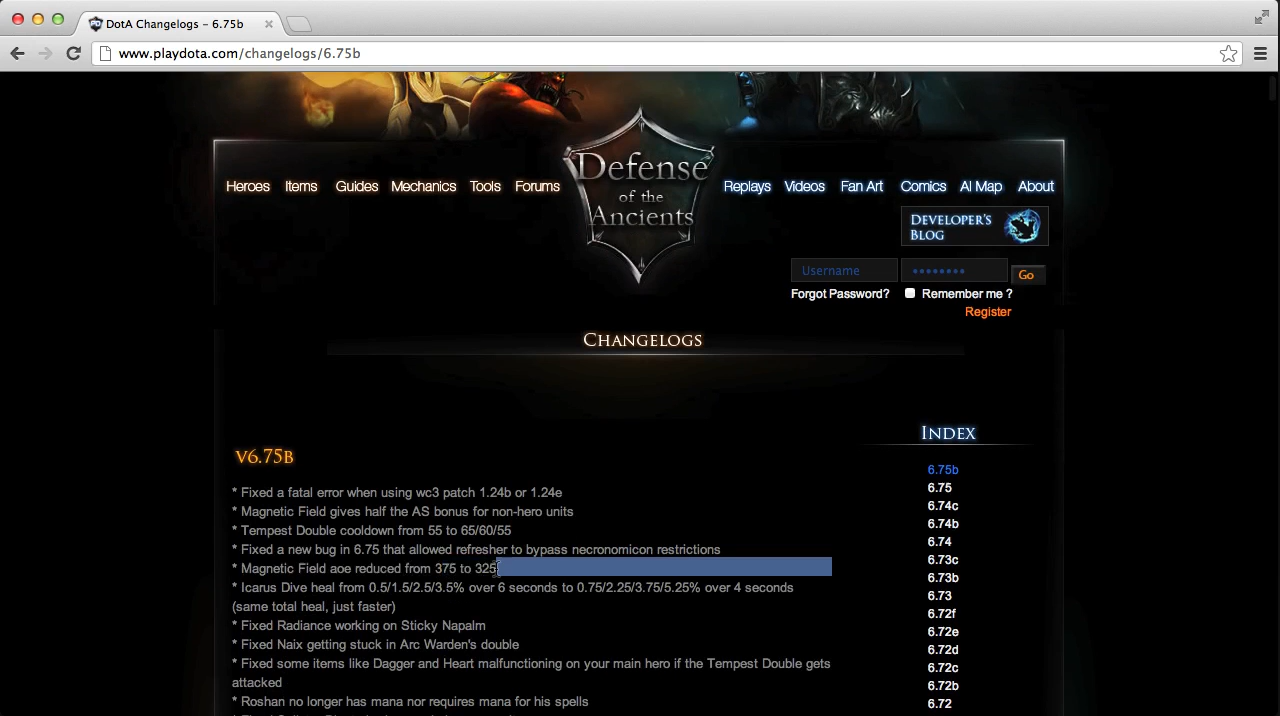 DotA Changelogs – 6.75b
www.playdota.com/changelogs/6.75b
Defense
of the
Ancients
Heroes Items Guides Mechanics Tools Forums
Replays Videos Fan Art Comics AI Map About
Developer's
Blog
Username
Go
Forgot Password? Remember me ?
Register
Changelogs
v6.75b
* Fixed a fatal error when using wc3 patch 1.24b or 1.24e
* Magnetic Field gives half the AS bonus for non-hero units
* Tempest Double cooldown from 55 to 65/60/55
* Fixed a new bug in 6.75 that allowed refresher to bypass necronomicon restrictions
* Magnetic Field aoe reduced from 375 to 325
* Icarus Dive heal from 0.5/1.5/2.5/3.5% over 6 seconds to 0.75/2.25/3.75/5.25% over 4 seconds
(same total heal, just faster)
* Fixed Radiance working on Sticky Napalm
* Fixed Naix getting stuck in Arc Warden's double
* Fixed some items like Dagger and Heart malfunctioning on your main hero if the Tempest Double gets
attacked
* Roshan no longer has mana nor requires mana for his spells
Index
6.75b
6.75
6.74c
6.74b
6.74
6.73c
6.73b
6.73
6.72f
6.72e
6.72d
6.72c
6.72b
6.72